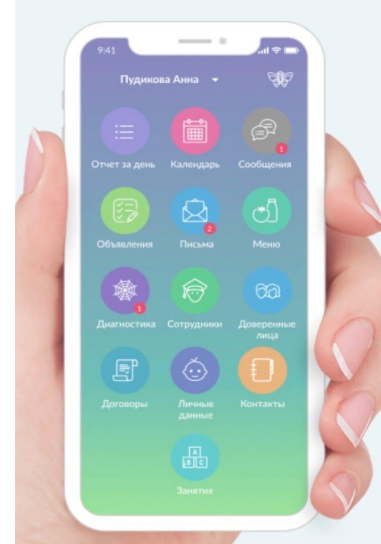 9:41
Пудикова Анна
Отчет за день
Календарь
Сообщения
1
Объявления
Письма
2
Меню
Диагностика
1
Сотрудники
Доверенные
лица
Договоры
Личные
данные
Контакты
A
B C
Занятия